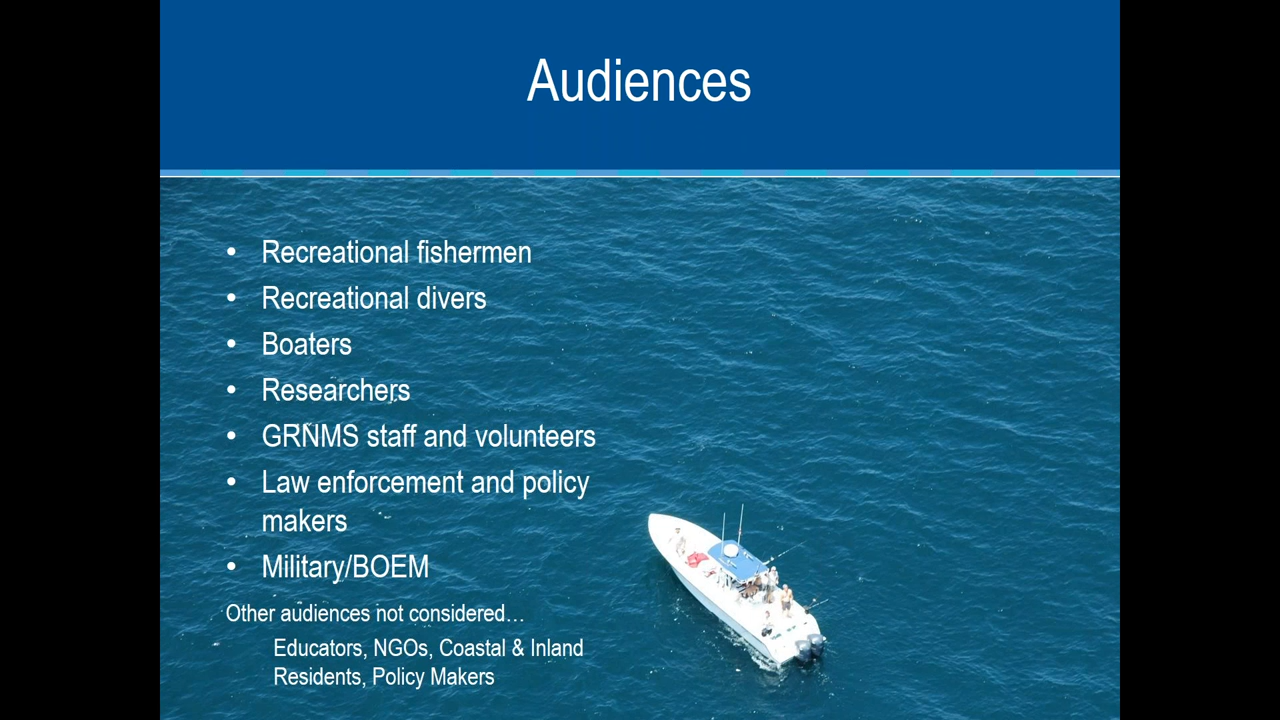 Audiences
• Recreational fishermen
• Recreational divers
• Boaters
• Researchers
• GRNMS staff and volunteers
• Law enforcement and policy
makers
• Military/BOEM
Other audiences not considered…
Educators, NGOs, Coastal & Inland
Residents, Policy Makers